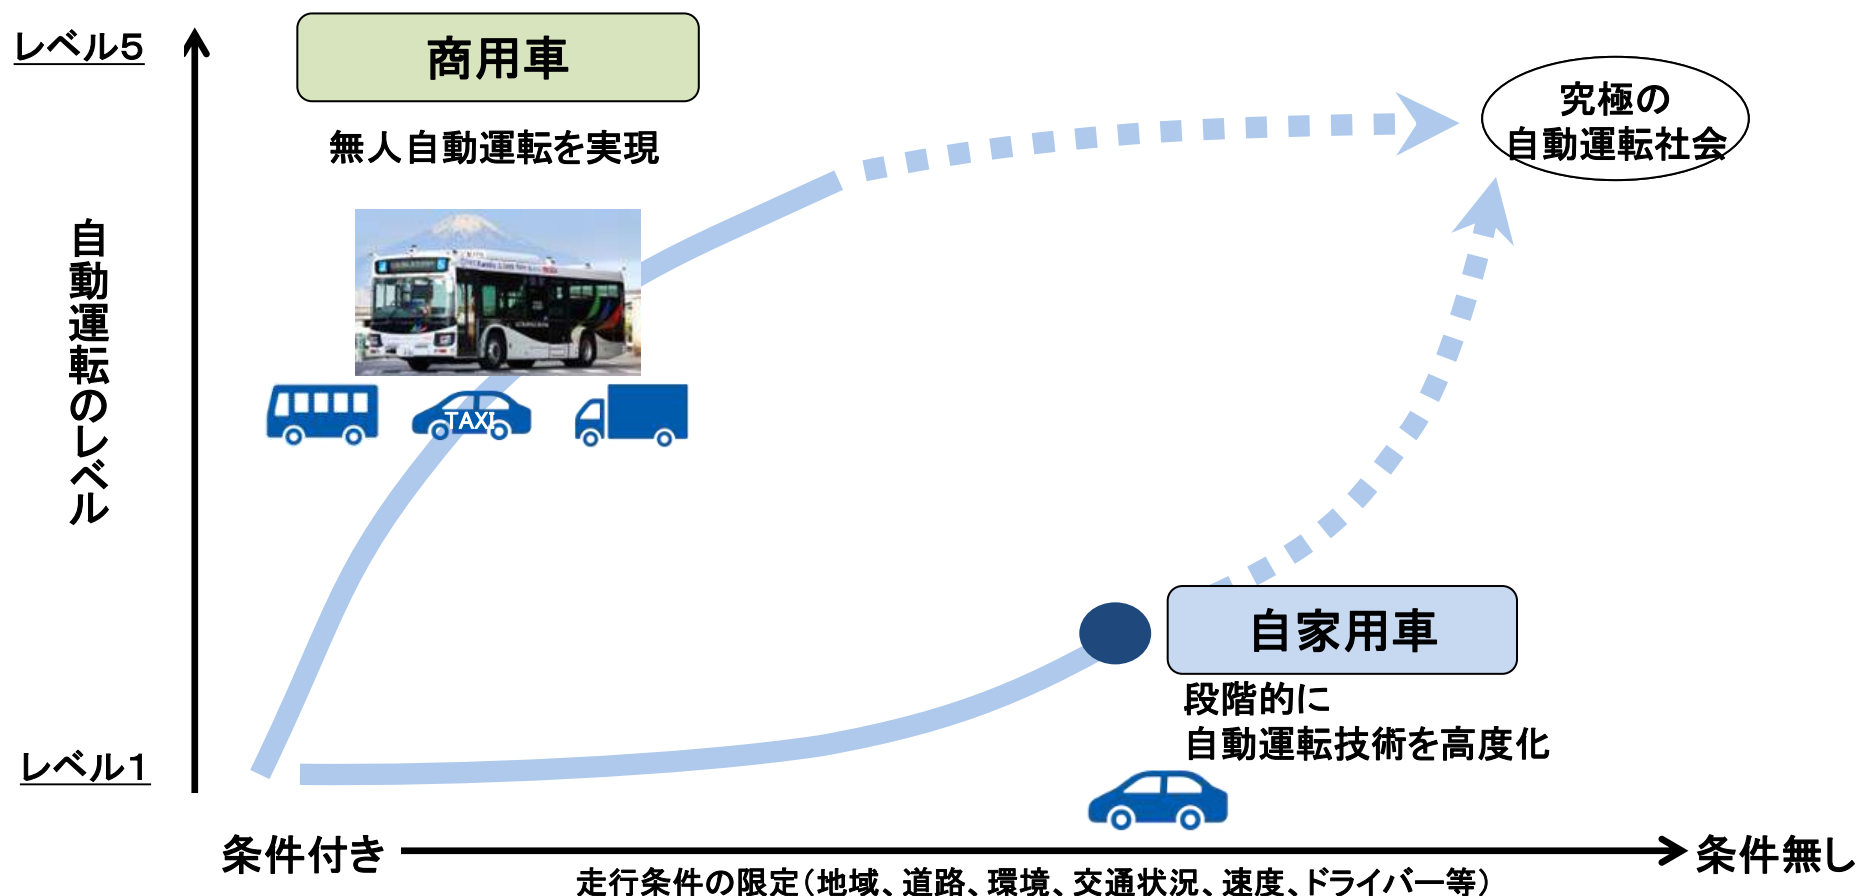 レベル5
商用車
無人自動運転を実現
究極の
自動運転社会
自動運転のレベル
TAXI
自家用車
段階的に
自動運転技術を高度化
レベル1
条件付き
条件無し
走行条件の限定(地域、道路、環境、交通状況、速度、ドライバー等)